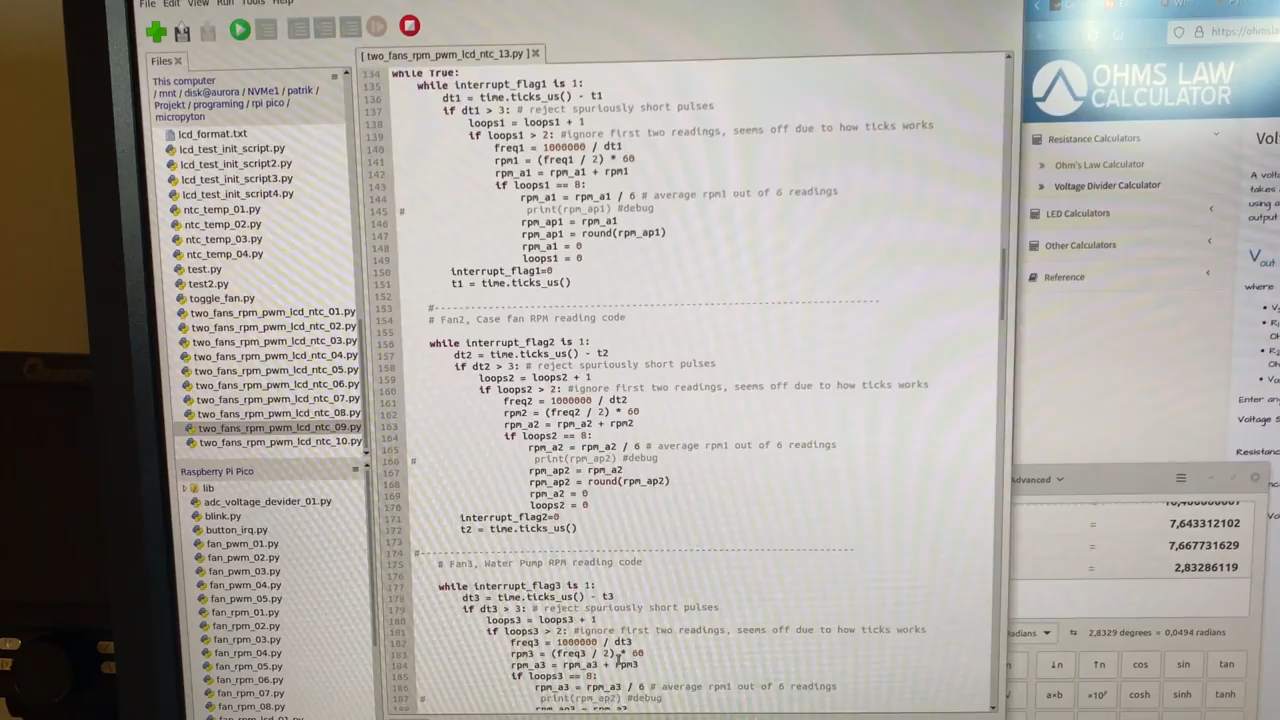 File Edit View Run Tools Help
Files
This computer
/ mnt / disk@aurora / NVMe1 / patrik /
Projekt / programing / rpi pico /
micropyton
lcd_format.txt
lcd_test_init_script.py
lcd_test_init_script2.py
lcd_test_init_script3.py
lcd_test_init_script4.py
ntc_temp_01.py
ntc_temp_02.py
ntc_temp_03.py
ntc_temp_04.py
test.py
test2.py
toggle_fan.py
two_fans_rpm_pwm_lcd_ntc_01.py
two_fans_rpm_pwm_lcd_ntc_02.py
two_fans_rpm_pwm_lcd_ntc_03.py
two_fans_rpm_pwm_lcd_ntc_04.py
two_fans_rpm_pwm_lcd_ntc_05.py
two_fans_rpm_pwm_lcd_ntc_06.py
two_fans_rpm_pwm_lcd_ntc_07.py
two_fans_rpm_pwm_lcd_ntc_08.py
two_fans_rpm_pwm_lcd_ntc_09.py
two_fans_rpm_pwm_lcd_ntc_10.py
Raspberry Pi Pico
lib
adc_voltage_devider_01.py
blink.py
button_irq.py
fan_pwm_01.py
fan_pwm_02.py
fan_pwm_03.py
fan_pwm_04.py
fan_pwm_05.py
fan_rpm_01.py
fan_rpm_02.py
fan_rpm_03.py
fan_rpm_04.py
fan_rpm_05.py
fan_rpm_06.py
fan_rpm_07.py
fan_rpm_08.py
[ two_fans_rpm_pwm_lcd_ntc_13.py ]
134 while True:
135 while interrupt_flag1 is 1:
136 dt1 = time.ticks_us() - t1
137 if dt1 > 3: # reject spuriously short pulses
138 loops1 = loops1 + 1
139 if loops1 > 2: #ignore first two readings, seems off due to how ticks works
140 freq1 = 1000000 / dt1
141 rpm1 = (freq1 / 2) * 60
142 rpm_a1 = rpm_a1 + rpm1
143 if loops1 == 8:
144 rpm_a1 = rpm_a1 / 6 # average rpm1 out of 6 readings
145 # print(rpm_ap1) #debug
146 rpm_ap1 = rpm_a1
147 rpm_ap1 = round(rpm_ap1)
148 rpm_a1 = 0
149 loops1 = 0
150 interrupt_flag1=0
151 t1 = time.ticks_us()
152
153 #-----------------------------------------------------------------------
154 # Fan2, Case fan RPM reading code
155
156 while interrupt_flag2 is 1:
157 dt2 = time.ticks_us() - t2
158 if dt2 > 3: # reject spuriously short pulses
159 loops2 = loops2 + 1
160 if loops2 > 2: #ignore first two readings, seems off due to how ticks works
161 freq2 = 1000000 / dt2
162 rpm2 = (freq2 / 2) * 60
163 rpm_a2 = rpm_a2 + rpm2
164 if loops2 == 8:
165 rpm_a2 = rpm_a2 / 6 # average rpm1 out of 6 readings
166 # print(rpm_ap2) #debug
167 rpm_ap2 = rpm_a2
168 rpm_ap2 = round(rpm_ap2)
169 rpm_a2 = 0
170 loops2 = 0
171 interrupt_flag2=0
172 t2 = time.ticks_us()
173
174 #-----------------------------------------------------------------------
175 # Fan3, Water Pump RPM reading code
176
177 while interrupt_flag3 is 1:
178 dt3 = time.ticks_us() - t3
179 if dt3 > 3: # reject spuriously short pulses
180 loops3 = loops3 + 1
181 if loops3 > 2: #ignore first two readings, seems off due to how ticks works
182 freq3 = 1000000 / dt3
183 rpm3 = (freq3 / 2) * 60
184 rpm_a3 = rpm_a3 + rpm3
185 if loops3 == 8:
186 rpm_a3 = rpm_a3 / 6 # average rpm1 out of 6 readings
187 # print(rpm_ap2) #debug
https://ohmsla
OHMS LAW
CALCULATOR
Resistance Calculators
» Ohm's Law Calculator
» Voltage Divider Calculator
LED Calculators
Other Calculators
Reference
Vol
A volta
takes
using a
output
Vout
where
Enter an
Voltage S
Resistanc
Advanced
= 7,643312102
= 7,667731629
= 2,83286119
Radians
2,8329 degrees = 0,0494 radians
↓n ↑n cos sin tan
a×b ×10ʸ cosh sinh tanh